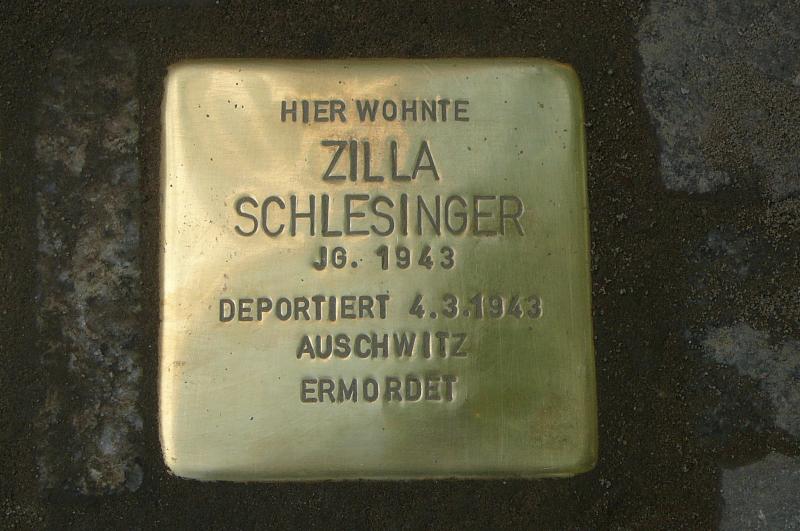 HIER WOHNTE
ZILLA
SCHLESINGER
JG. 1943
DEPORTIERT 4.3.1943
AUSCHWITZ
ERMORDET